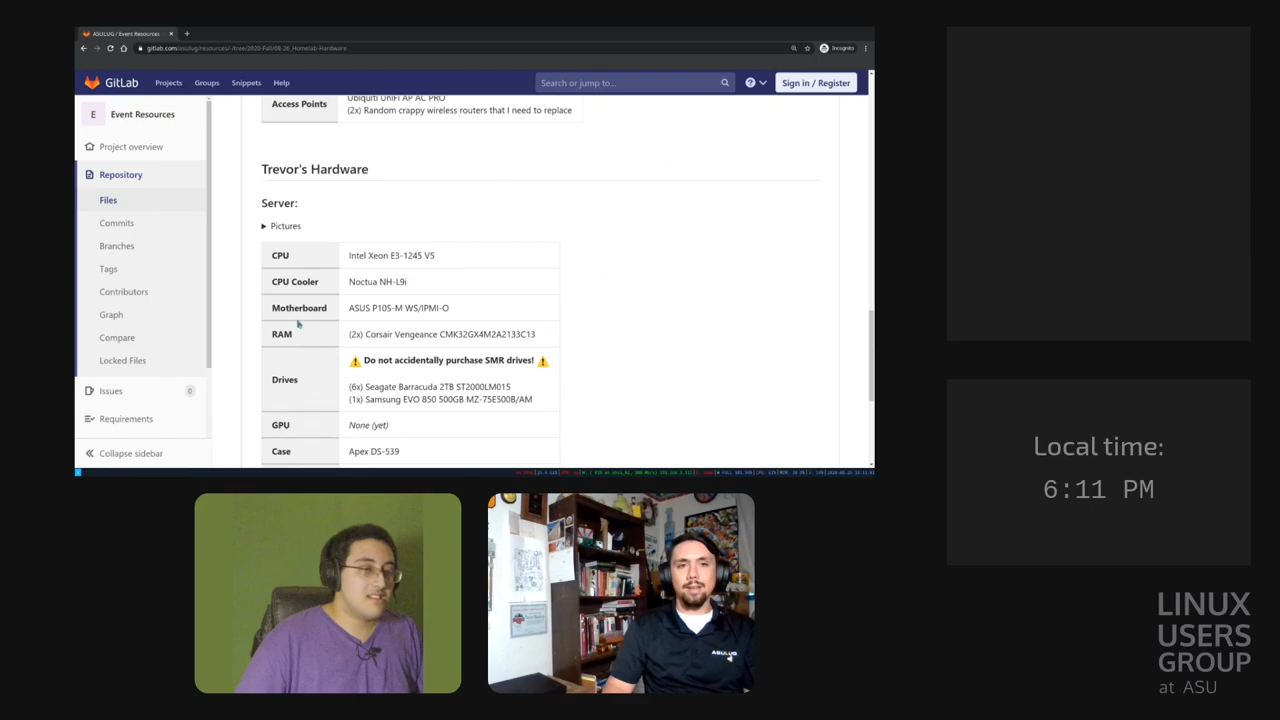 ASULUG / Event Resources
gitlab.com/asulug/resources/-/tree/2020-Fall/08-26_Homelab-Hardware
Incognito
GitLab
Projects
Groups
Snippets
Help
Search or jump to...
Sign in / Register
E
Event Resources
Project overview
Repository
Files
Commits
Branches
Tags
Contributors
Graph
Compare
Locked Files
Issues
0
Requirements
Collapse sidebar
Access Points
Ubiquiti UniFi AP AC PRO
(2x) Random crappy wireless routers that I need to replace
Trevor's Hardware
Server:
Pictures
CPU
Intel Xeon E3-1245 V5
CPU Cooler
Noctua NH-L9i
Motherboard
ASUS P10S-M WS/IPMI-O
RAM
(2x) Corsair Vengeance CMK32GX4M2A2133C13
Drives
Do not accidentally purchase SMR drives!
(6x) Seagate Barracuda 2TB ST2000LM015
(1x) Samsung EVO 850 500GB MZ-75E500B/AM
GPU
None (yet)
Case
Apex DS-539
Local time:
6:11 PM
ASULUG
LINUX
USERS
GROUP
at ASU